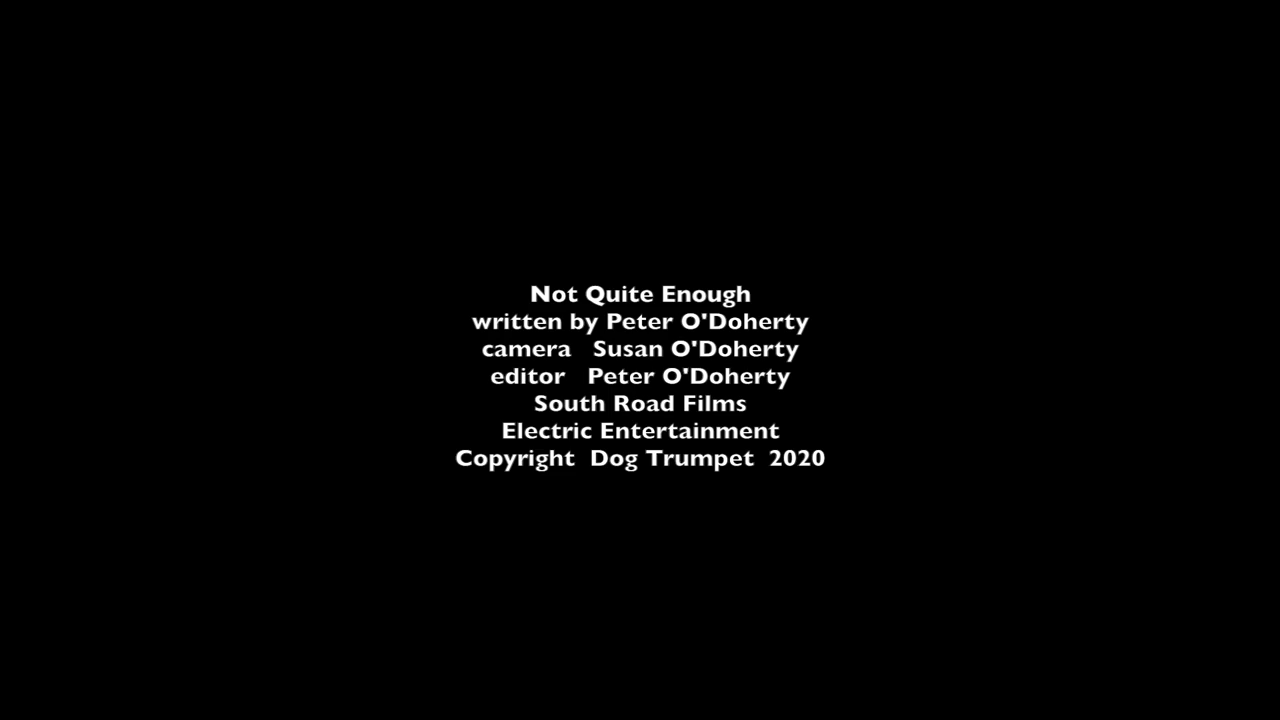 Not Quite Enough
written by Peter O'Doherty
camera   Susan O'Doherty
editor   Peter O'Doherty
South Road Films
Electric Entertainment
Copyright  Dog Trumpet  2020